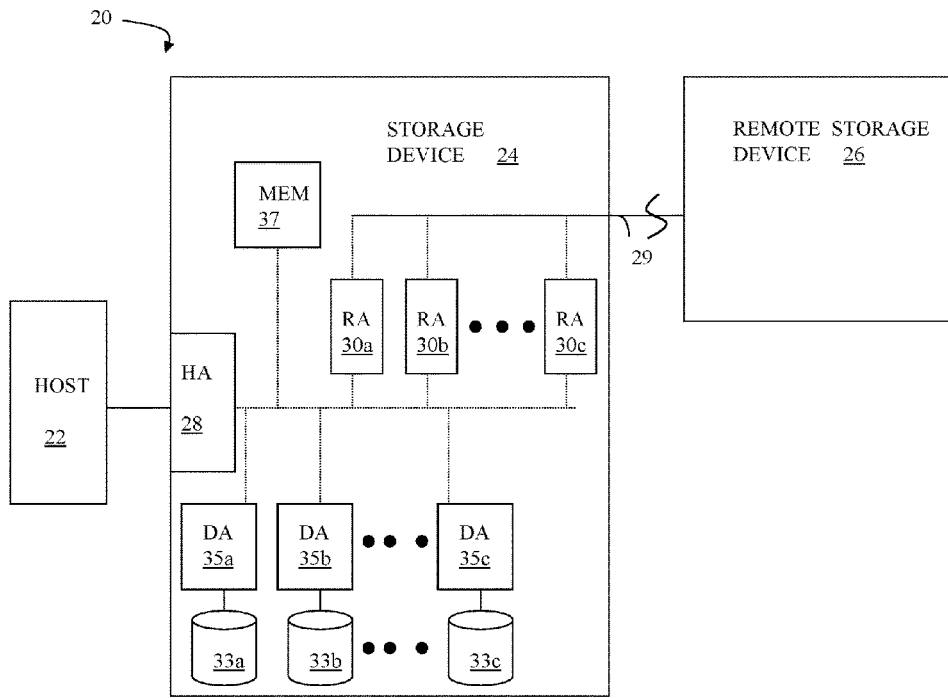 20
STORAGE
DEVICE 24
REMOTE STORAGE
DEVICE 26
MEM
37
29
RA
30a
RA
30b
RA
30c
HOST
22
HA
28
DA
35a
DA
35b
DA
35c
33a
33b
33c